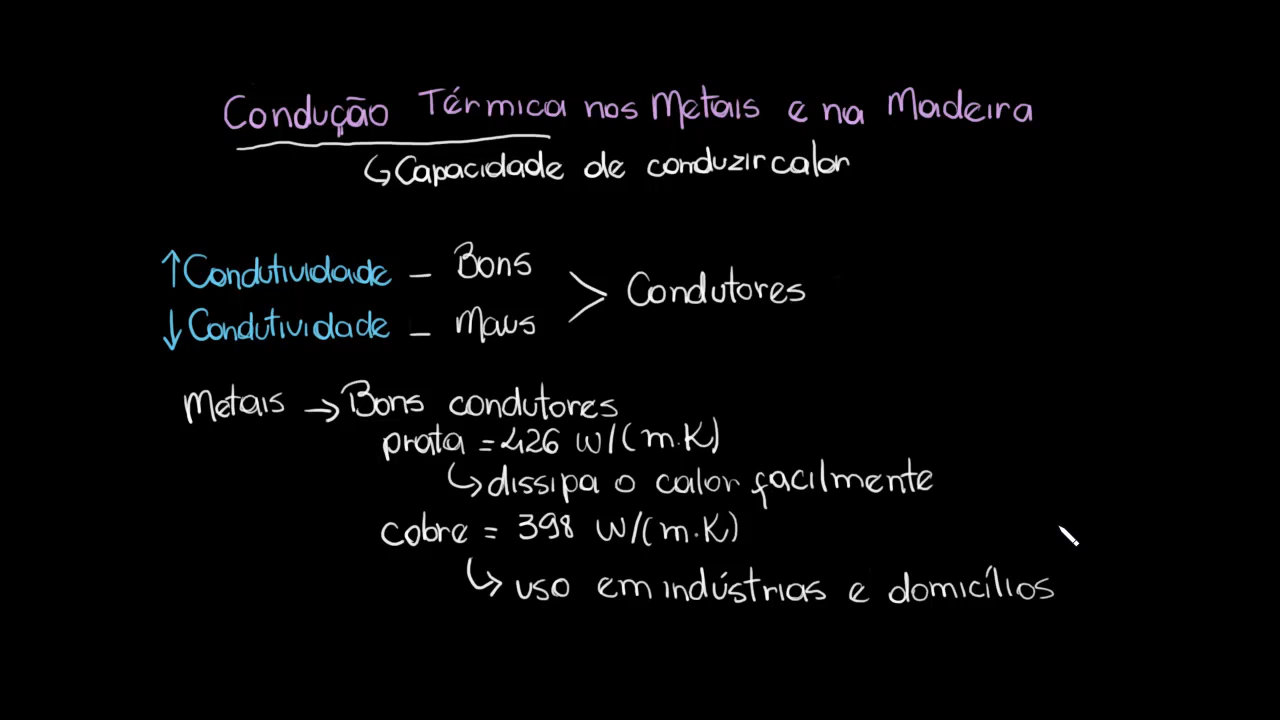 Condução Térmica nos Metais e na Madeira
↳ Capacidade de conduzir calor
↑ Condutividade – Bons
> Condutores
↓ Condutividade – Maus
Metais → Bons condutores
prata = 426 W/(m.K)
↳ dissipa o calor facilmente
cobre = 398 W/(m.K)
↳ uso em indústrias e domicílios